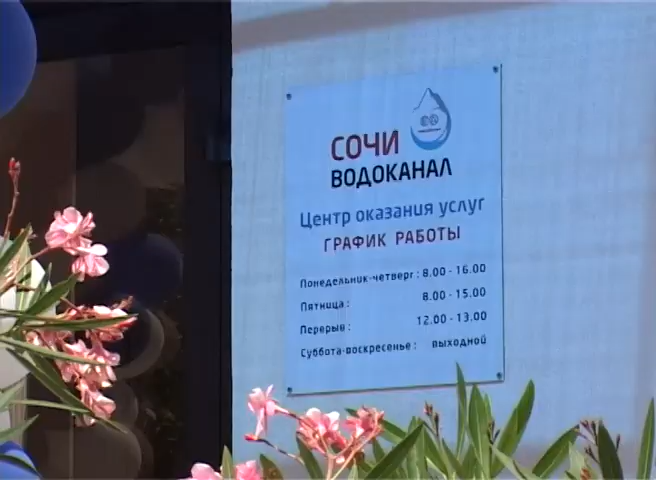 СОЧИ
ВОДОКАНАЛ
Центр оказания услуг
ГРАФИК РАБОТЫ
Понедельник-четверг : 8.00 - 16.00
Пятница : 8.00 - 15.00
Перерыв : 12.00 - 13.00
Суббота-воскресенье : выходной